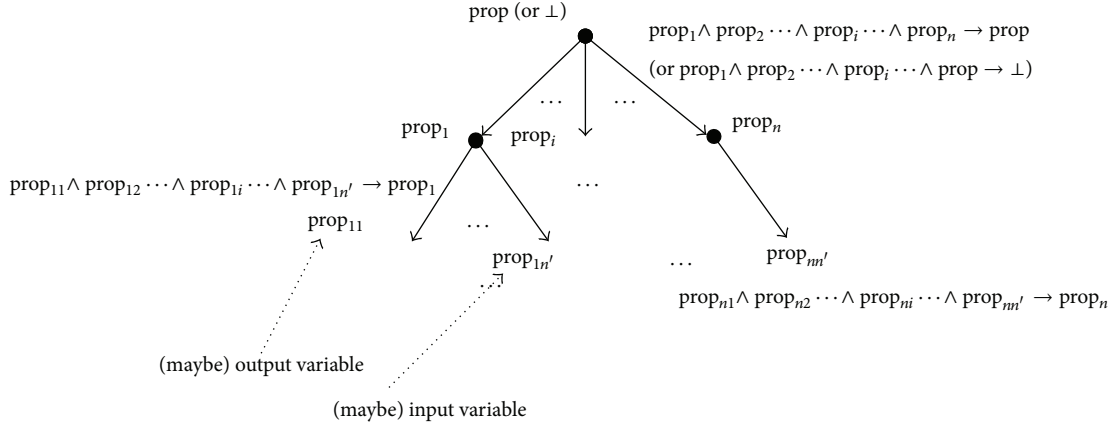 prop (or ⊥)
prop₁ ∧ prop₂ ⋯ ∧ propᵢ ⋯ ∧ propₙ → prop
(or prop₁ ∧ prop₂ ⋯ ∧ propᵢ ⋯ ∧ prop → ⊥)
⋯ ⋯
prop₁ propᵢ propₙ
prop₁₁ ∧ prop₁₂ ⋯ ∧ prop₁ᵢ ⋯ ∧ prop₁ₙ′ → prop₁ ⋯
prop₁₁ ⋯
prop₁ₙ′ ⋯ propₙₙ′
⋯
propₙ₁ ∧ propₙ₂ ⋯ ∧ propₙᵢ ⋯ ∧ propₙₙ′ → propₙ
(maybe) output variable
(maybe) input variable